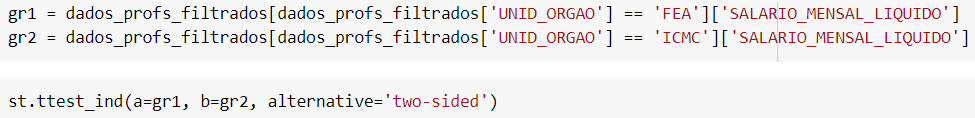 gr1 = dados_profs_filtrados[dados_profs_filtrados['UNID_ORGAO'] == 'FEA']['SALARIO_MENSAL_LIQUIDO']
gr2 = dados_profs_filtrados[dados_profs_filtrados['UNID_ORGAO'] == 'ICMC']['SALARIO_MENSAL_LIQUIDO']
st.ttest_ind(a=gr1, b=gr2, alternative='two-sided')